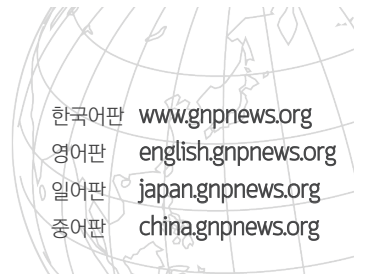 한국어판 www.gnpnews.org
영어판 english.gnpnews.org
일어판 japan.gnpnews.org
중어판 china.gnpnews.org